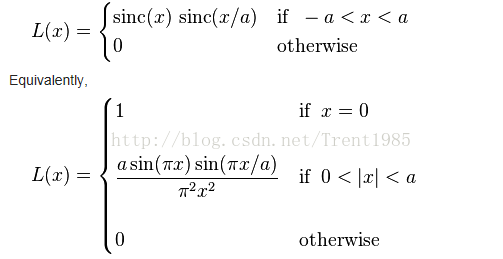 L(x) = { sinc(x) sinc(x/a) if − a < x < a
0 otherwise
Equivalently,
L(x) = { 1 if x = 0
http://blog.csdn.net/Trent1985
a sin(πx) sin(πx/a) / π²x² if 0 < |x| < a
0 otherwise